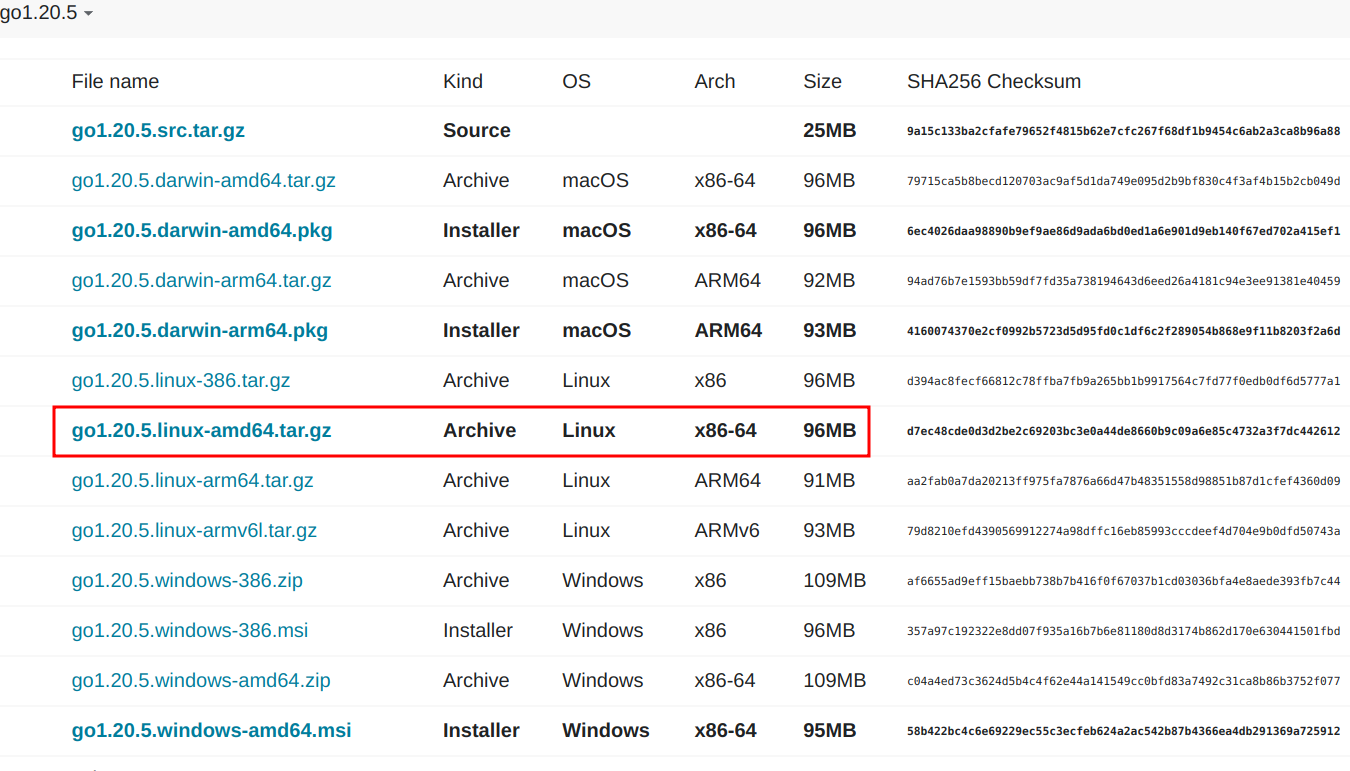 go1.20.5
File name Kind OS Arch Size SHA256 Checksum
go1.20.5.src.tar.gz Source 25MB 9a15c133ba2cfafe79652f4815b62e7cfc267f68df1b9454c6ab2a3ca8b96a88
go1.20.5.darwin-amd64.tar.gz Archive macOS x86-64 96MB 79715ca5b8becd120703ac9af5d1da749e095d2b9bf830c4f3af4b15b2cb049d
go1.20.5.darwin-amd64.pkg Installer macOS x86-64 96MB 6ec4026daa98890b9ef9ae86d9ada6bd0ed1a6e901d9eb140f67ed702a415ef1
go1.20.5.darwin-arm64.tar.gz Archive macOS ARM64 92MB 94ad76b7e1593bb59df7fd35a738194643d6eed26a4181c94e3ee91381e40459
go1.20.5.darwin-arm64.pkg Installer macOS ARM64 93MB 4160074370e2cf0992b5723d5d95fd0c1df6c2f289054b868e9f11b8203f2a6d
go1.20.5.linux-386.tar.gz Archive Linux x86 96MB d394ac8fecf66812c78ffba7fb9a265bb1b9917564c7fd77f0edb0df6d5777a1
go1.20.5.linux-amd64.tar.gz Archive Linux x86-64 96MB d7ec48cde0d3d2be2c69203bc3e0a44de8660b9c09a6e85c4732a3f7dc442612
go1.20.5.linux-arm64.tar.gz Archive Linux ARM64 91MB aa2fab0a7da20213ff975fa7876a66d47b48351558d98851b87d1cfef4360d09
go1.20.5.linux-armv6l.tar.gz Archive Linux ARMv6 93MB 79d8210efd4390569912274a98dffc16eb85993cccdeef4d704e9b0dfd50743a
go1.20.5.windows-386.zip Archive Windows x86 109MB af6655ad9eff15baebb738b7b416f0f67037b1cd03036bfa4e8aede393fb7c44
go1.20.5.windows-386.msi Installer Windows x86 96MB 357a97c192322e8dd07f935a16b7b6e81180d8d3174b862d170e630441501fbd
go1.20.5.windows-amd64.zip Archive Windows x86-64 109MB c04a4ed73c3624d5b4c4f62e44a141549cc0bfd83a7492c31ca8b86b3752f077
go1.20.5.windows-amd64.msi Installer Windows x86-64 95MB 58b422bc4c6e69229ec55c3ecfeb624a2ac542b87b4366ea4db291369a725912